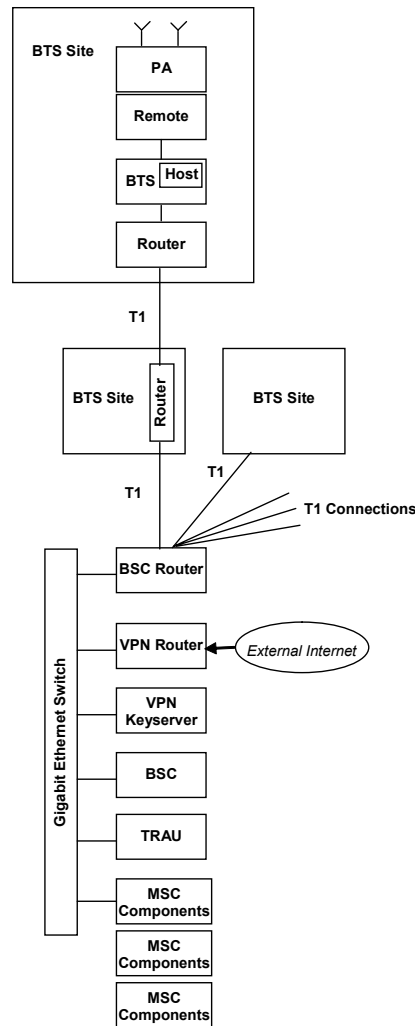 BTS Site
PA
Remote
BTS
Host
Router
T1
BTS Site
Router
BTS Site
T1
T1
T1 Connections
BSC Router
Gigabit Ethernet Switch
VPN Router
External Internet
VPN
Keyserver
BSC
TRAU
MSC
Components
MSC
Components
MSC
Components